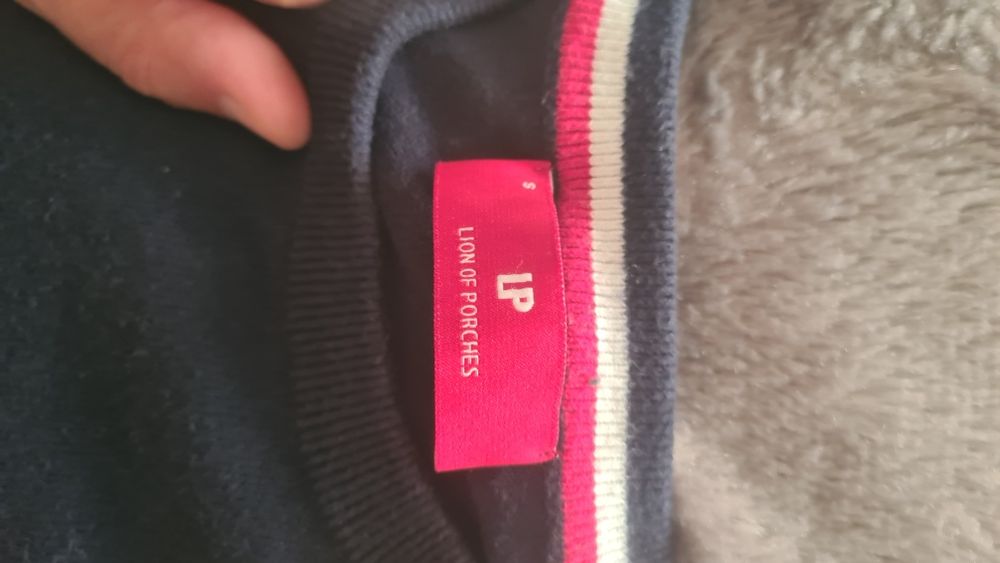 LP
LION OF PORCHES
S